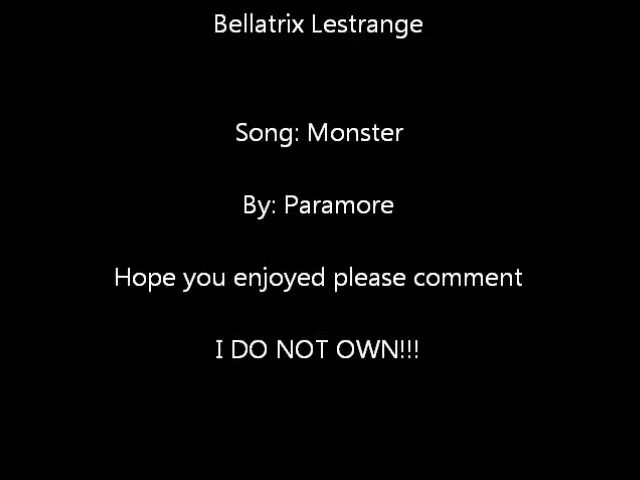 Bellatrix Lestrange
Song: Monster
By: Paramore
Hope you enjoyed please comment
I DO NOT OWN!!!